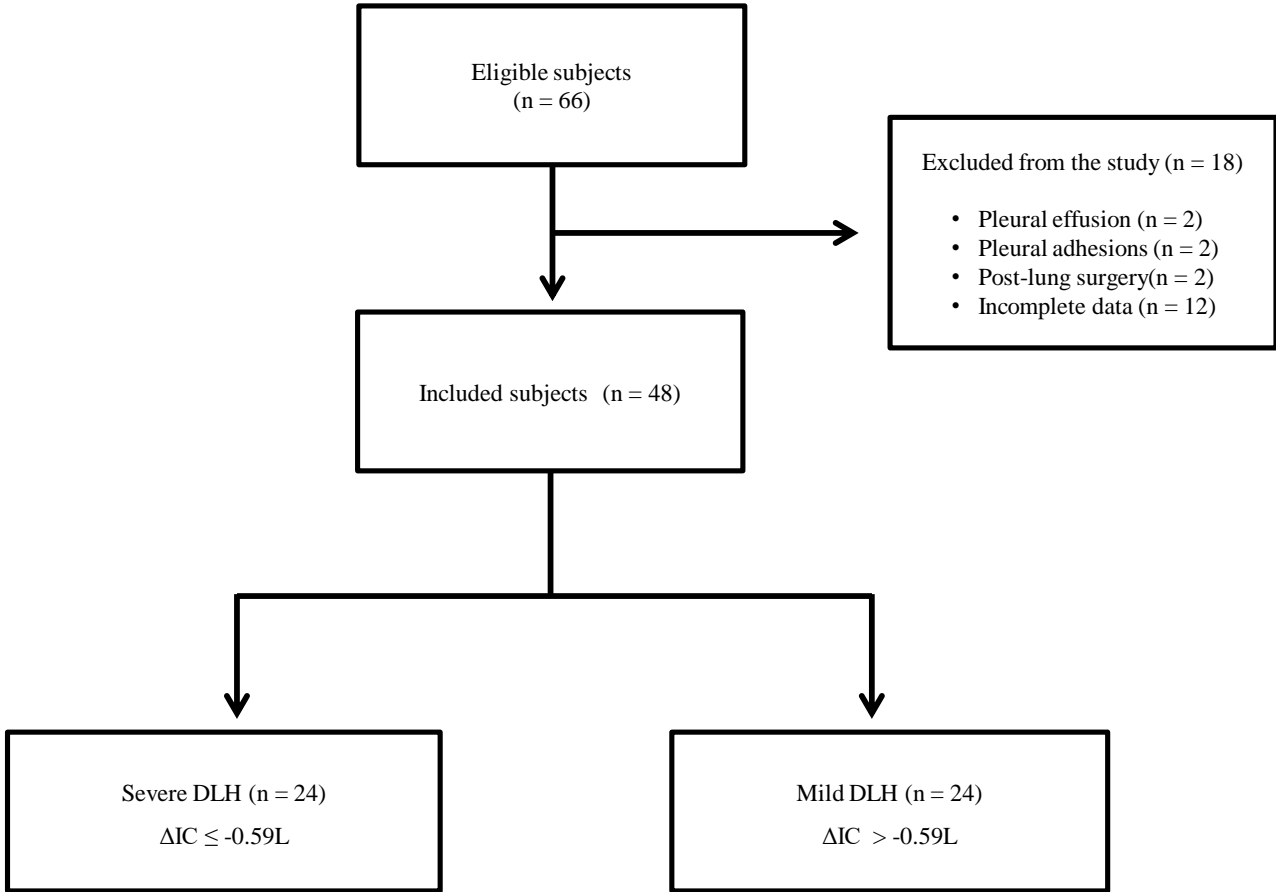 Eligible subjects
(n = 66)
Excluded from the study (n = 18)
• Pleural effusion (n = 2)
• Pleural adhesions (n = 2)
• Post-lung surgery(n = 2)
• Incomplete data (n = 12)
Included subjects (n = 48)
Severe DLH (n = 24)
ΔIC ≤ -0.59L
Mild DLH (n = 24)
ΔIC > -0.59L